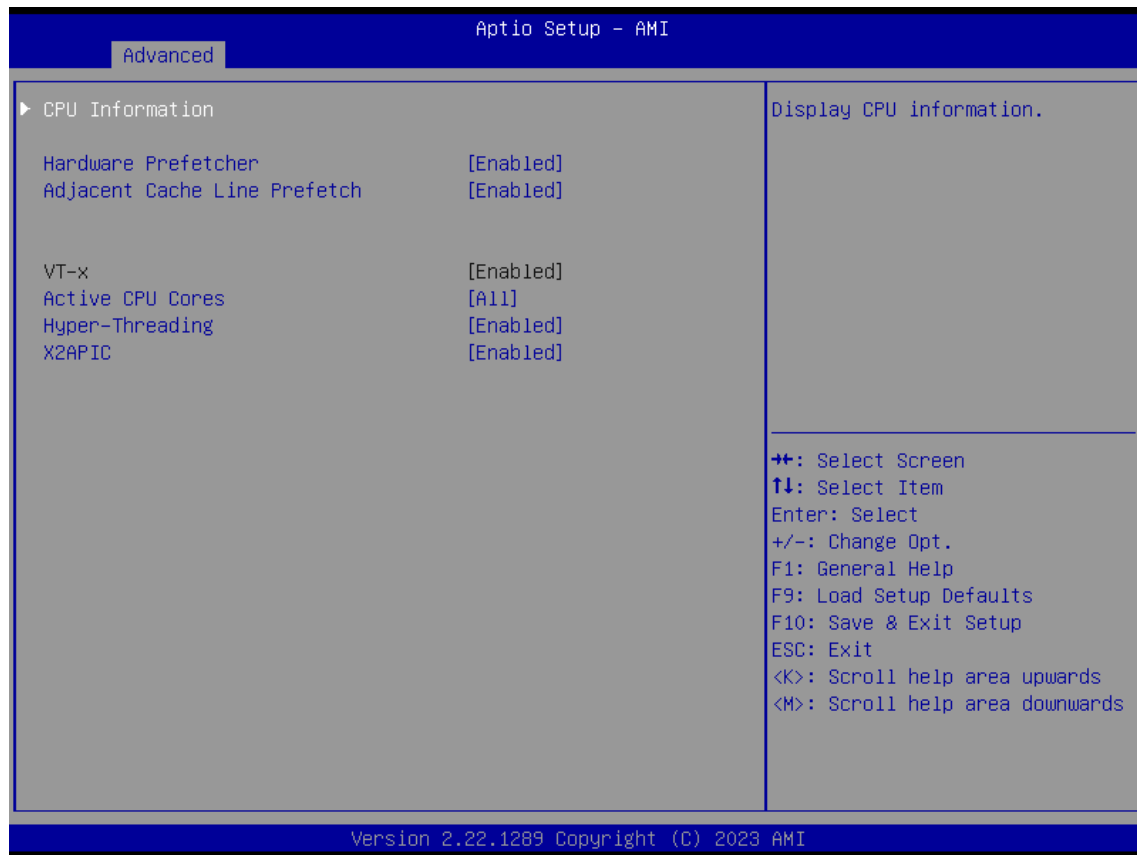 Aptio Setup - AMI
Advanced
▶ CPU Information
Hardware Prefetcher [Enabled]
Adjacent Cache Line Prefetch [Enabled]
VT-x [Enabled]
Active CPU Cores [All]
Hyper-Threading [Enabled]
X2APIC [Enabled]
Display CPU information.
→←: Select Screen
↑↓: Select Item
Enter: Select
+/-: Change Opt.
F1: General Help
F9: Load Setup Defaults
F10: Save & Exit Setup
ESC: Exit
<K>: Scroll help area upwards
<M>: Scroll help area downwards
Version 2.22.1289 Copyright (C) 2023 AMI